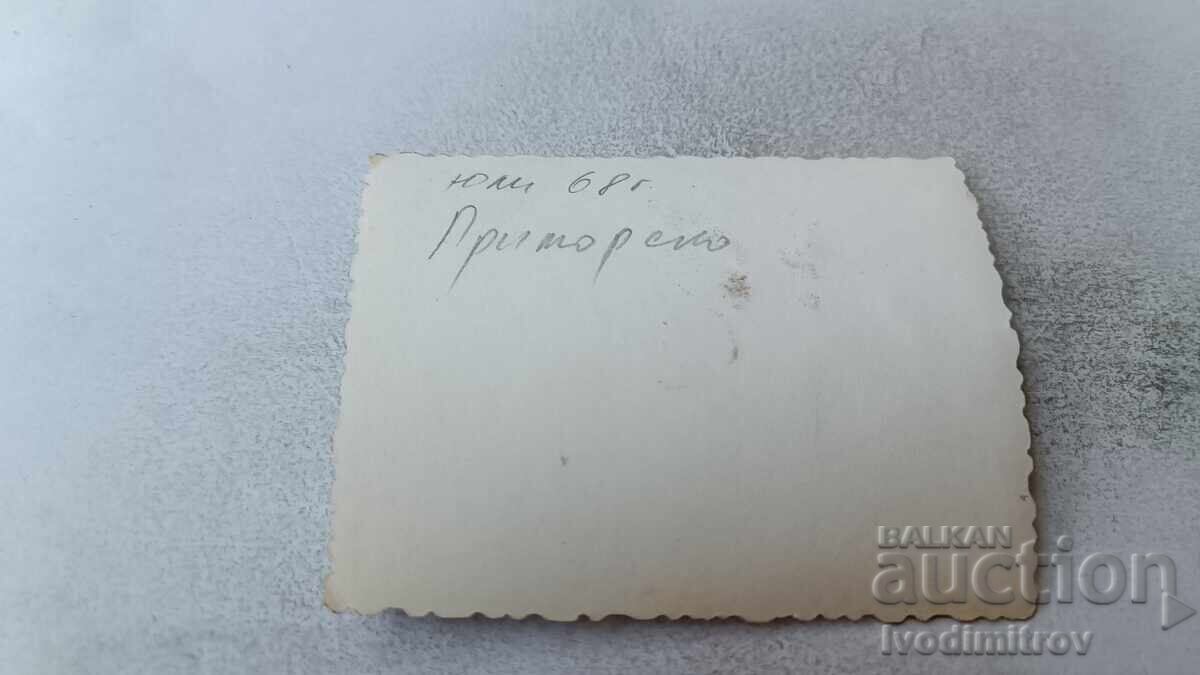 юли 68г.
Приморско
BALKAN
auction
Ivodimitrov